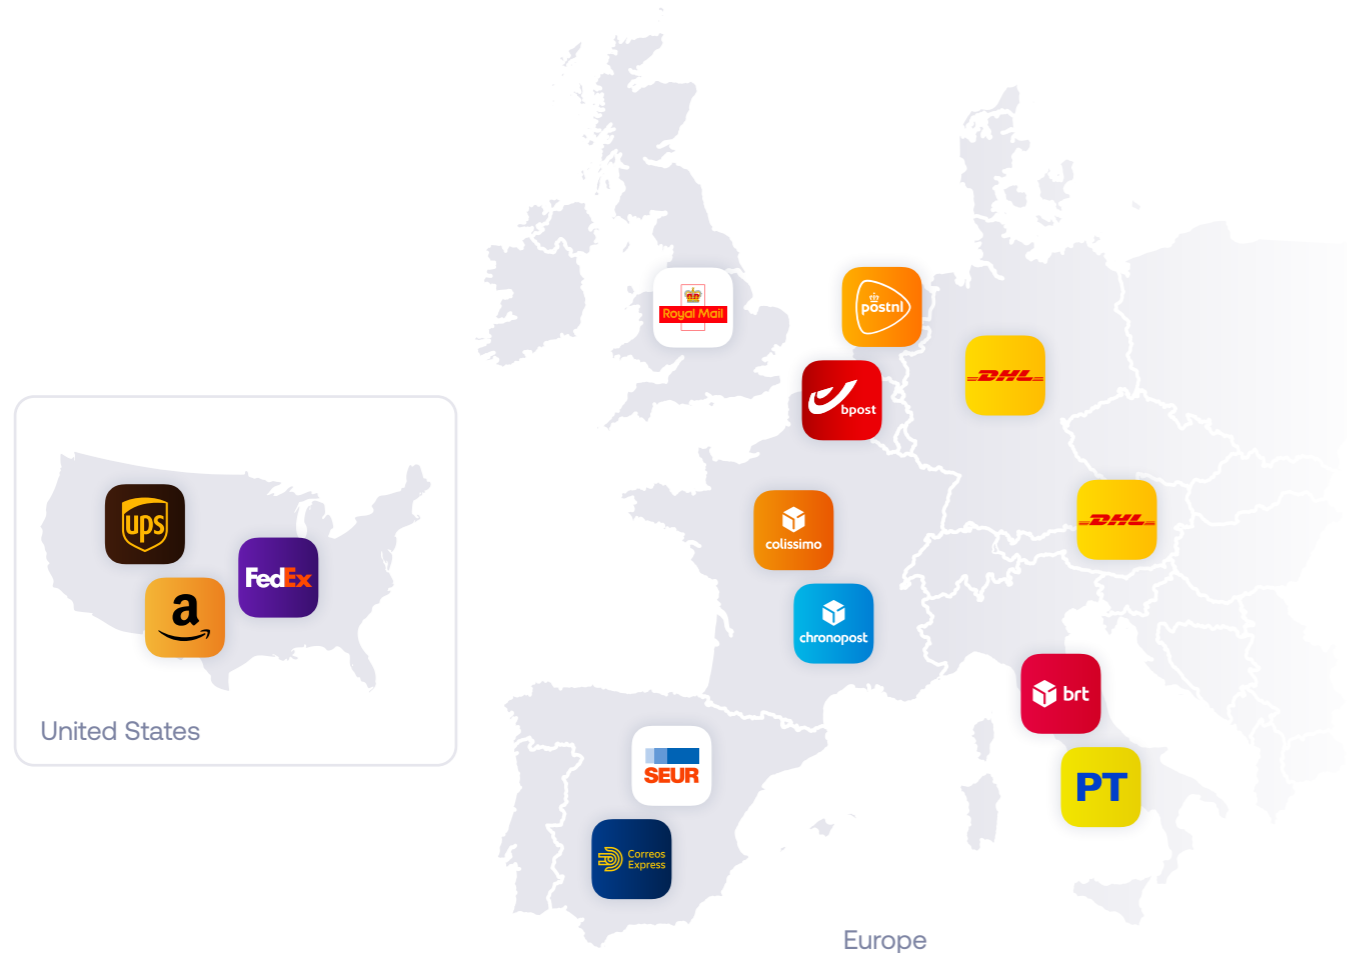 Royal Mail
postnl
DHL
bpost
ups
colissimo
DHL
FedEx
a
chronopost
brt
United States
SEUR
PT
Correos
Express
Europe